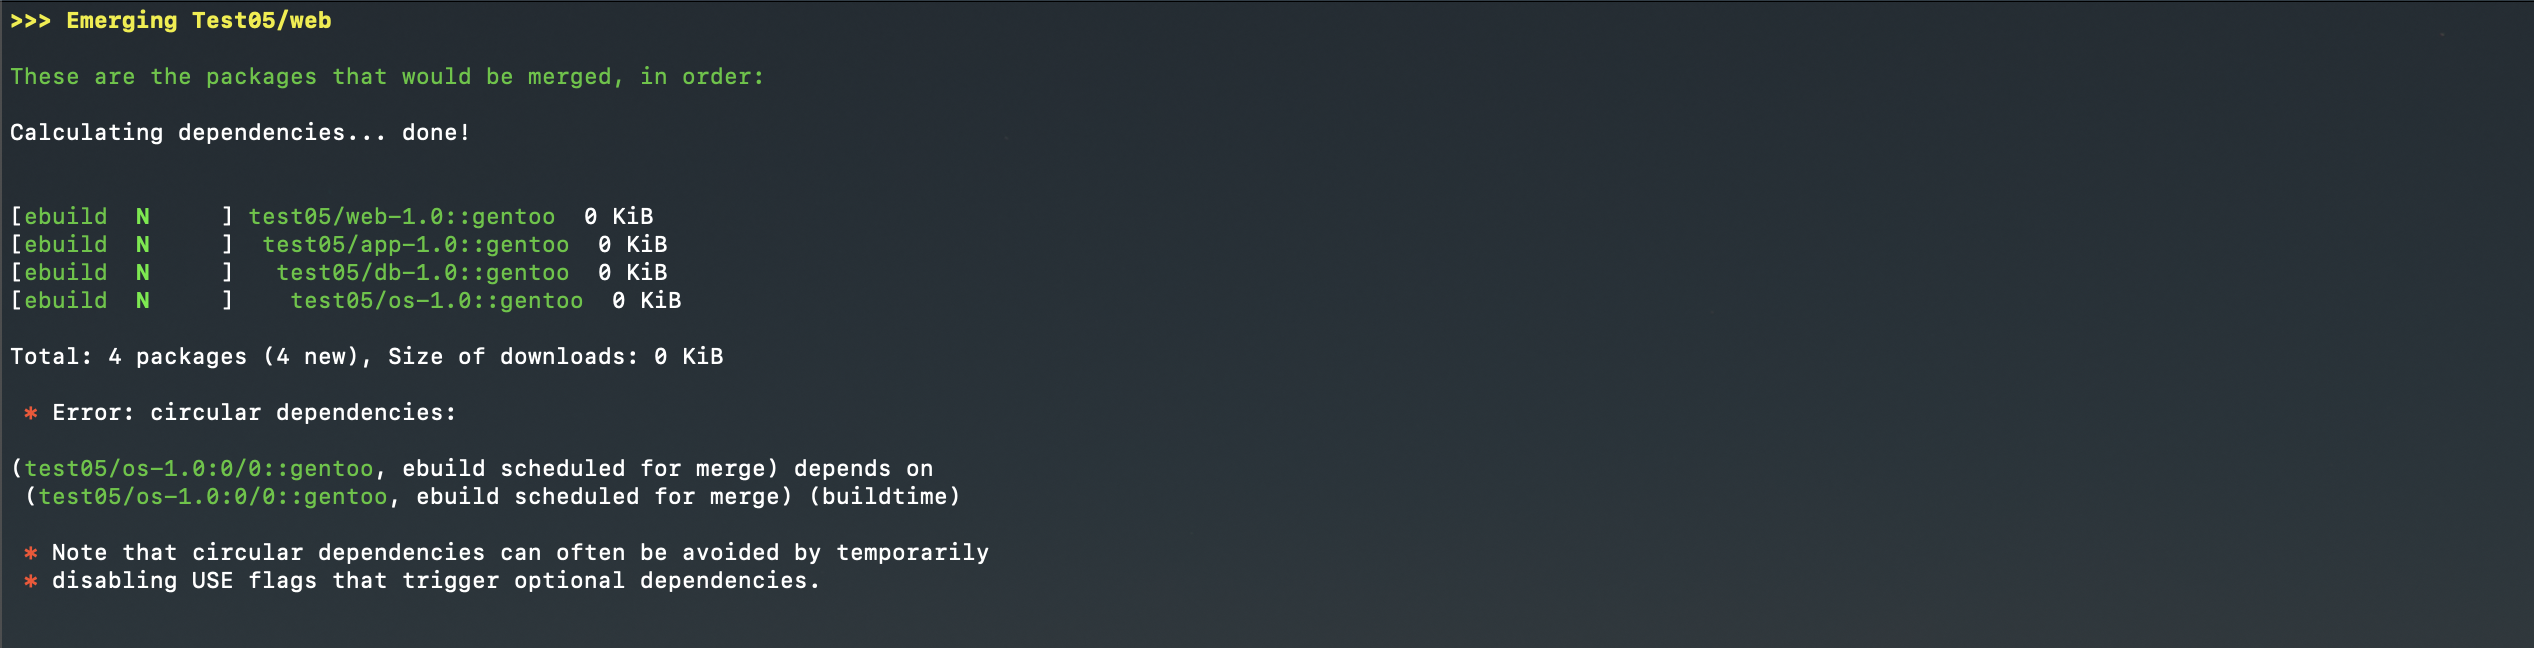 >>> Emerging Test05/web
These are the packages that would be merged, in order:
Calculating dependencies... done!
[ebuild  N     ] test05/web-1.0::gentoo  0 KiB
[ebuild  N     ]  test05/app-1.0::gentoo  0 KiB
[ebuild  N     ]   test05/db-1.0::gentoo  0 KiB
[ebuild  N     ]    test05/os-1.0::gentoo  0 KiB
Total: 4 packages (4 new), Size of downloads: 0 KiB
 * Error: circular dependencies:
(test05/os-1.0:0/0::gentoo, ebuild scheduled for merge) depends on
 (test05/os-1.0:0/0::gentoo, ebuild scheduled for merge) (buildtime)
 * Note that circular dependencies can often be avoided by temporarily
 * disabling USE flags that trigger optional dependencies.